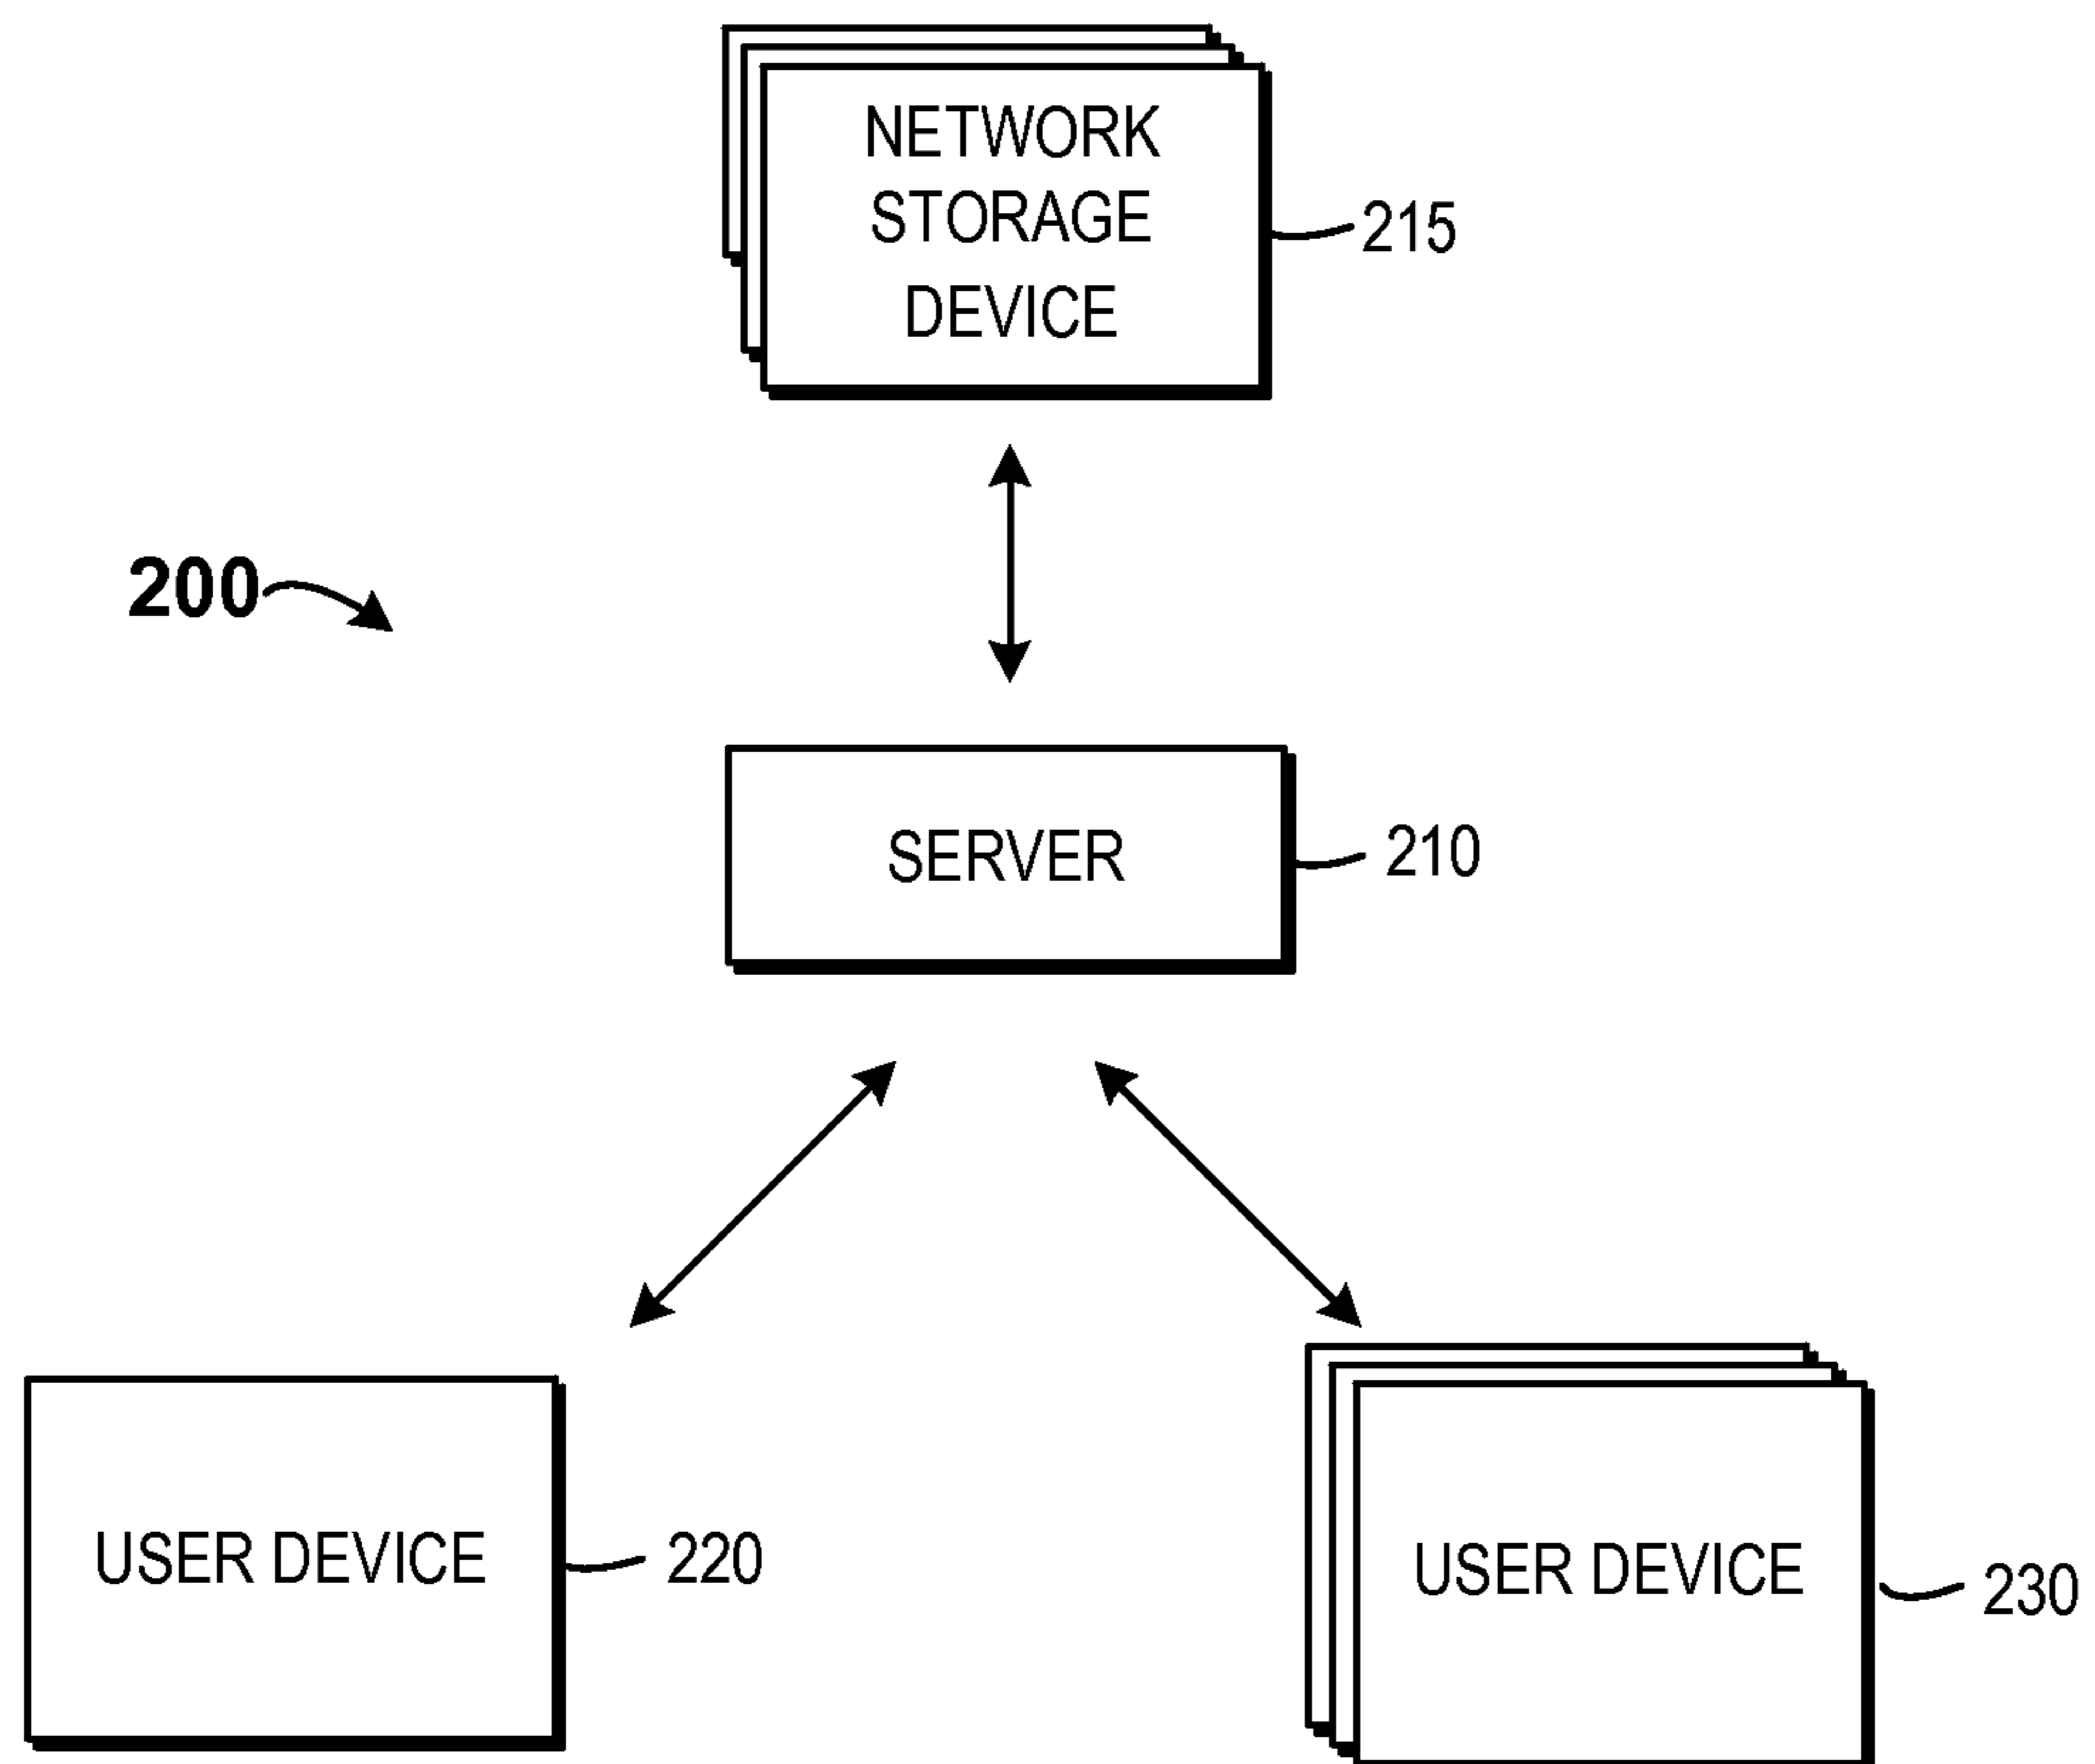 NETWORK
STORAGE
DEVICE
215
200
SERVER
210
USER DEVICE
220
USER DEVICE
230